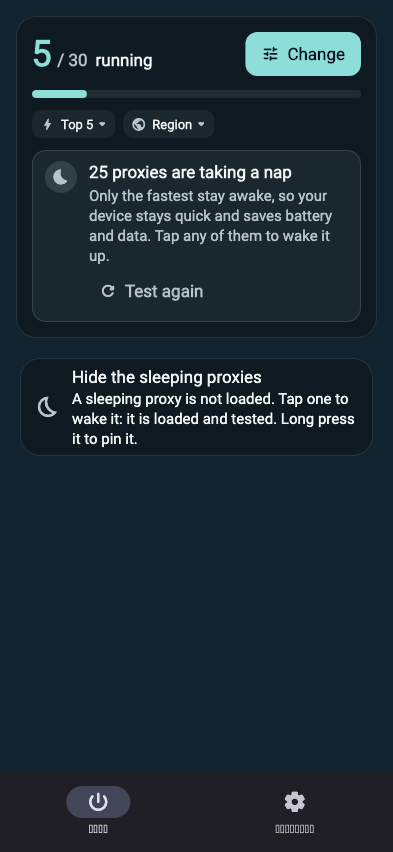 5 / 30 running
Change
Top 5
Region
25 proxies are taking a nap
Only the fastest stay awake, so your
device stays quick and saves battery
and data. Tap any of them to wake it
up.
Test again
Hide the sleeping proxies
A sleeping proxy is not loaded. Tap one to
wake it: it is loaded and tested. Long press
it to pin it.